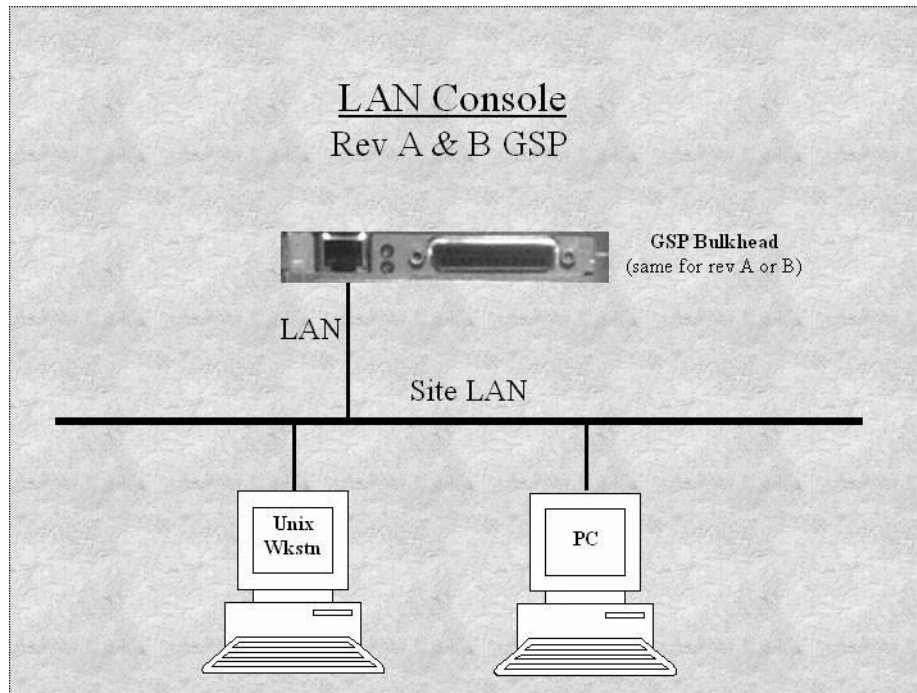 LAN Console
Rev A & B GSP
GSP Bulkhead
(same for rev A or B)
LAN
Site LAN
Unix
Wkstn
PC